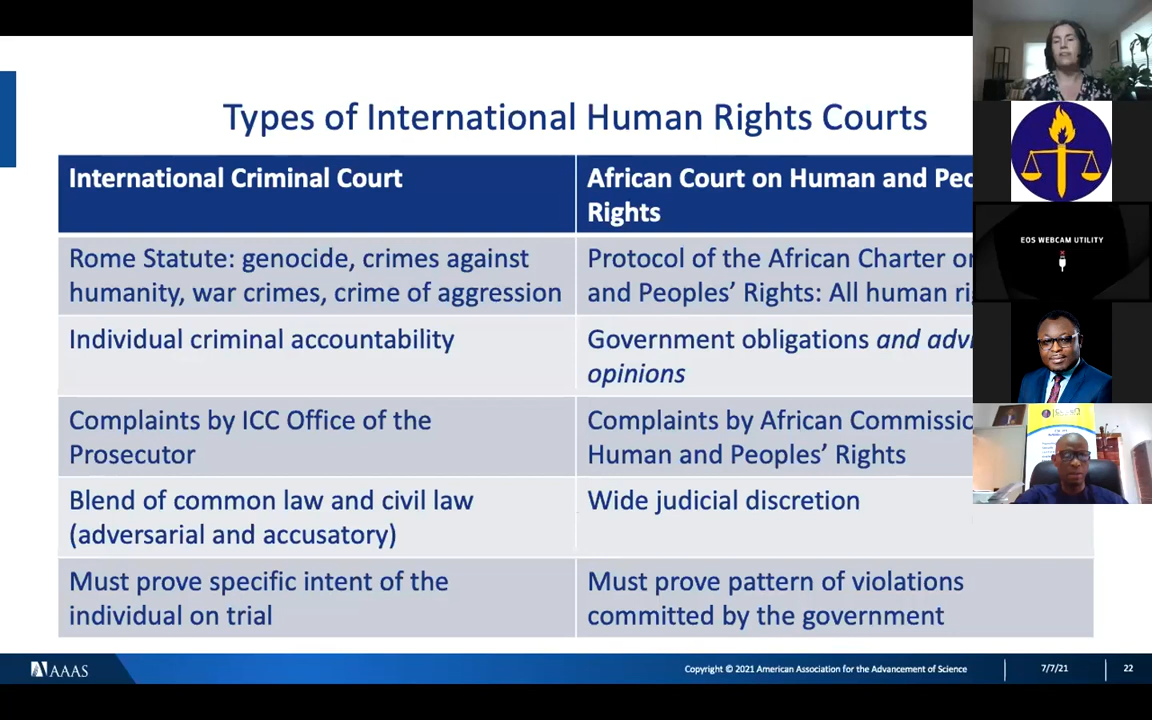 Types of International Human Rights Courts
International Criminal Court
African Court on Human and
Rights
Rome Statute: genocide, crimes against
humanity, war crimes, crime of aggression
Protocol of the African Charter
and Peoples' Rights: All human
Individual criminal accountability
Government obligations and
opinions
Complaints by ICC Office of the
Prosecutor
Complaints by African
Human and Peoples' Rights
Blend of common law and civil law
(adversarial and accusatory)
Wide judicial discretion
Must prove specific intent of the
individual on trial
Must prove pattern of violations
committed by the government
EOS WEBCAM UTILITY
AAAS
Copyright © 2021 American Association for the Advancement of Science
7/7/21
22